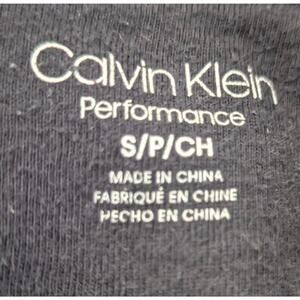 Calvin Klein
Performance
S/P/CH
MADE IN CHINA
FABRIQUÉ EN CHINE
HECHO EN CHINA